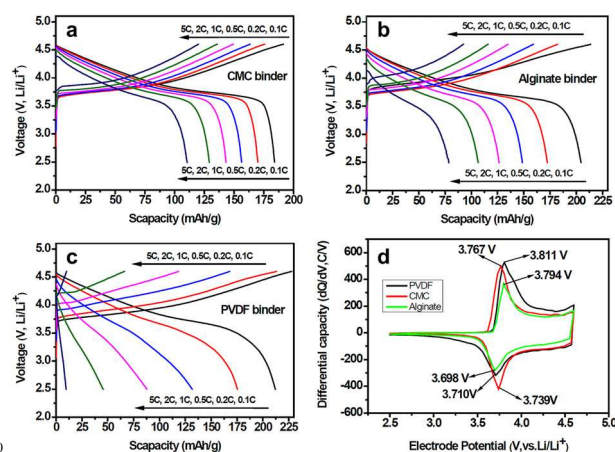 a
5C, 2C, 1C, 0.5C, 0.2C, 0.1C
CMC binder
5C, 2C, 1C, 0.5C, 0.2C, 0.1C
Voltage (V, Li/Li+)
5.0
4.5
4.0
3.5
3.0
2.5
2.0
0 25 50 75 100 125 150 175 200
Scapacity (mAh/g)
b
5C, 2C, 1C, 0.5C, 0.2C, 0.1C
Alginate binder
5C, 2C, 1C, 0.5C, 0.2C, 0.1C
Voltage (V, Li/Li+)
5.0
4.5
4.0
3.5
3.0
2.5
2.0
0 25 50 75 100 125 150 175 200 225
Scapacity (mAh/g)
c
5C, 2C, 1C, 0.5C, 0.2C, 0.1C
PVDF binder
5C, 2C, 1C, 0.5C, 0.2C, 0.1C
Voltage (V, Li/Li+)
5.0
4.5
4.0
3.5
3.0
2.5
2.0
0 25 50 75 100 125 150 175 200 225
Scapacity (mAh/g)
d
3.767 V
3.811 V
3.794 V
PVDF
CMC
Alginate
3.698 V
3.710V
3.739V
Differential capacity (dQ/dV,C/V)
600
400
200
0
-200
-400
-600
2.5 3.0 3.5 4.0 4.5 5.0
Electrode Potential (V,vs.Li/Li+)
)